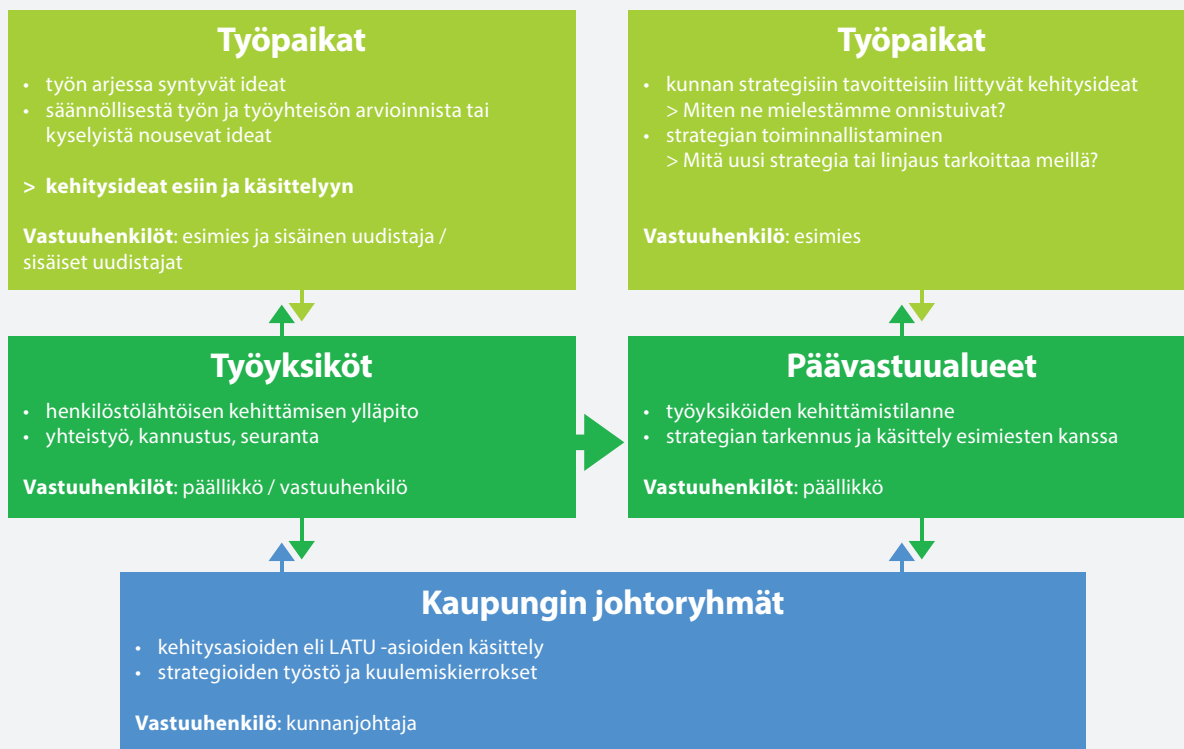 Työpaikat
• työn arjessa syntyvät ideat
• säännöllisestä työn ja työyhteisön arvioinnista tai
kyselyistä nousevat ideat
> kehitysideat esiin ja käsittelyyn
Vastuuhenkilöt: esimies ja sisäinen uudistaja /
sisäiset uudistajat
Työpaikat
• kunnan strategisiin tavoitteisiin liittyvät kehitysideat
> Miten ne mielestämme onnistuivat?
• strategian toiminnallistaminen
> Mitä uusi strategia tai linjaus tarkoittaa meillä?
Vastuuhenkilö: esimies
Työyksiköt
• henkilöstölähtöisen kehittämisen ylläpito
• yhteistyö, kannustus, seuranta
Vastuuhenkilöt: päällikkö / vastuuhenkilö
Päävastuualueet
• työyksiköiden kehittämistilanne
• strategian tarkennus ja käsittely esimiesten kanssa
Vastuuhenkilöt: päällikkö
Kaupungin johtoryhmät
• kehitysasioiden eli LATU -asioiden käsittely
• strategioiden työstö ja kuulemiskierrokset
Vastuuhenkilö: kunnanjohtaja